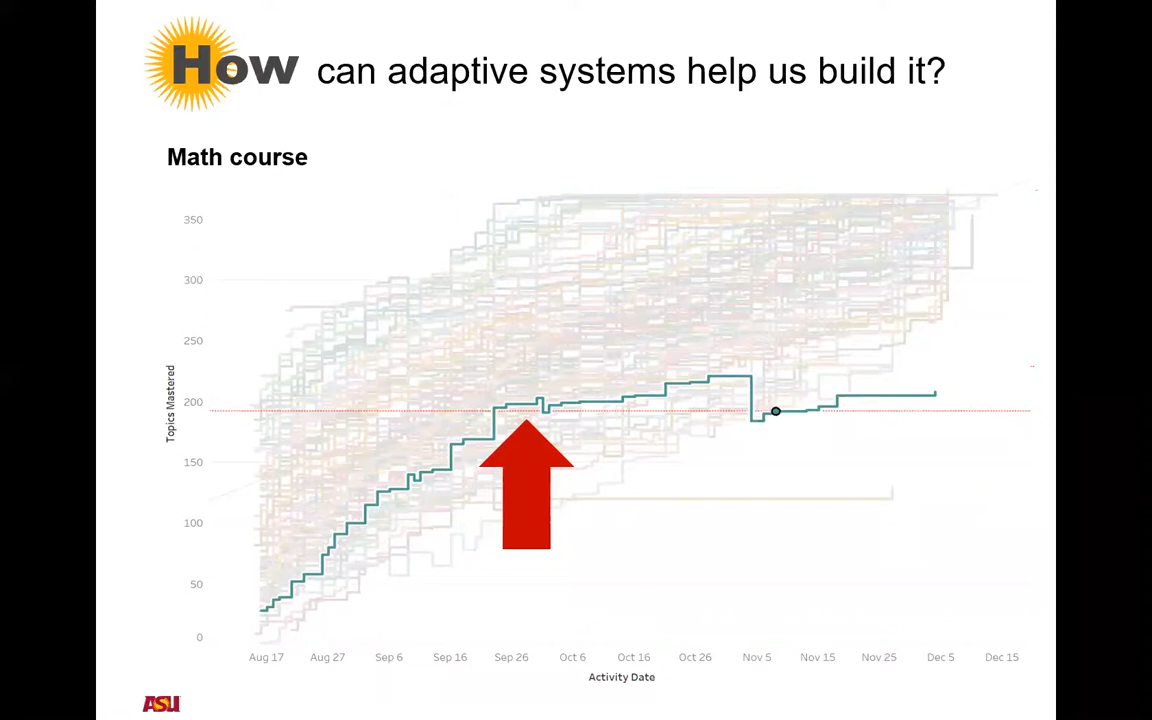 How can adaptive systems help us build it?
Math course
350
300
250
200
150
100
50
0
Topics Mastered
Aug 17 Aug 27 Sep 6 Sep 16 Sep 26 Oct 6 Oct 16 Oct 26 Nov 5 Nov 15 Nov 25 Dec 5 Dec 15
Activity Date
ASU